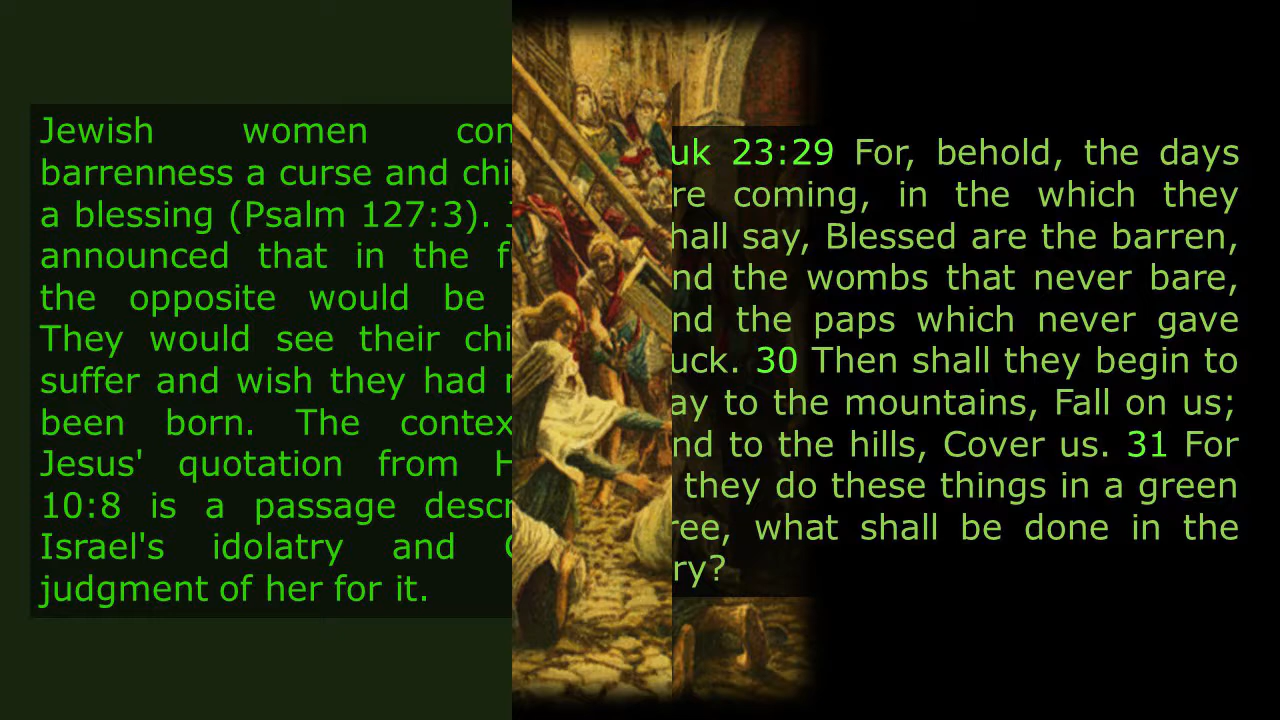 Jewish women con
barrenness a curse and chi
a blessing (Psalm 127:3).
announced that in the f
the opposite would be
They would see their chi
suffer and wish they had
been born. The contex
Jesus' quotation from H
10:8 is a passage descr
Israel's idolatry and
judgment of her for it.
uk 23:29 For, behold, the days
re coming, in the which they
hall say, Blessed are the barren,
nd the wombs that never bare,
nd the paps which never gave
uck. 30 Then shall they begin to
ay to the mountains, Fall on us;
nd to the hills, Cover us. 31 For
they do these things in a green
ree, what shall be done in the
ry?